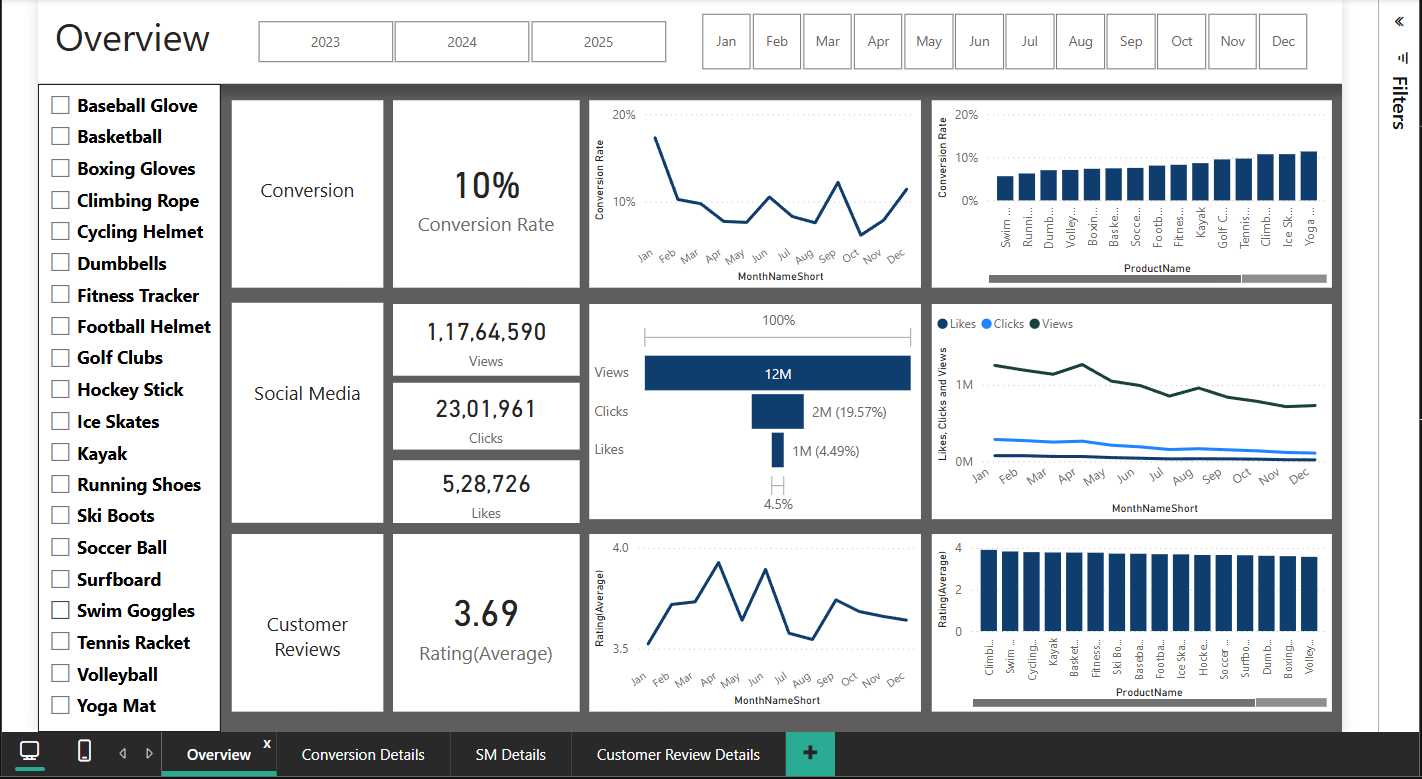 Overview
2023 2024 2025
Jan Feb Mar Apr May Jun Jul Aug Sep Oct Nov Dec
Filters
Baseball Glove
Basketball
Boxing Gloves
Climbing Rope
Cycling Helmet
Dumbbells
Fitness Tracker
Football Helmet
Golf Clubs
Hockey Stick
Ice Skates
Kayak
Running Shoes
Ski Boots
Soccer Ball
Surfboard
Swim Goggles
Tennis Racket
Volleyball
Yoga Mat
Conversion
10%
Conversion Rate
Conversion Rate
20%
10%
Jan Feb Mar Apr May Jun Jul Aug Sep Oct Nov Dec
MonthNameShort
Conversion Rate
20%
10%
0%
Swim ... Runni... Dumb... Volley... Boxin... Baske... Socce... Footb... Fitnes... Kayak Golf C... Tennis... Climb... Ice Sk... Yoga ...
ProductName
Social Media
1,17,64,590
Views
23,01,961
Clicks
5,28,726
Likes
100%
Views 12M
Clicks 2M (19.57%)
Likes 1M (4.49%)
4.5%
Likes Clicks Views
Likes, Clicks and Views
1M
0M
Jan Feb Mar Apr May Jun Jul Aug Sep Oct Nov Dec
MonthNameShort
Customer
Reviews
3.69
Rating(Average)
Rating(Average)
4.0
3.5
Jan Feb Mar Apr May Jun Jul Aug Sep Oct Nov Dec
MonthNameShort
Rating(Average)
4
2
0
Climbi... Swim ... Cycling... Kayak Basket... Fitness... Ski Bo... Baseba... Footba... Ice Ska... Hocke... Soccer ... Surfbo... Dumb... Boxing... Volley...
ProductName
Overview x
Conversion Details
SM Details
Customer Review Details
+